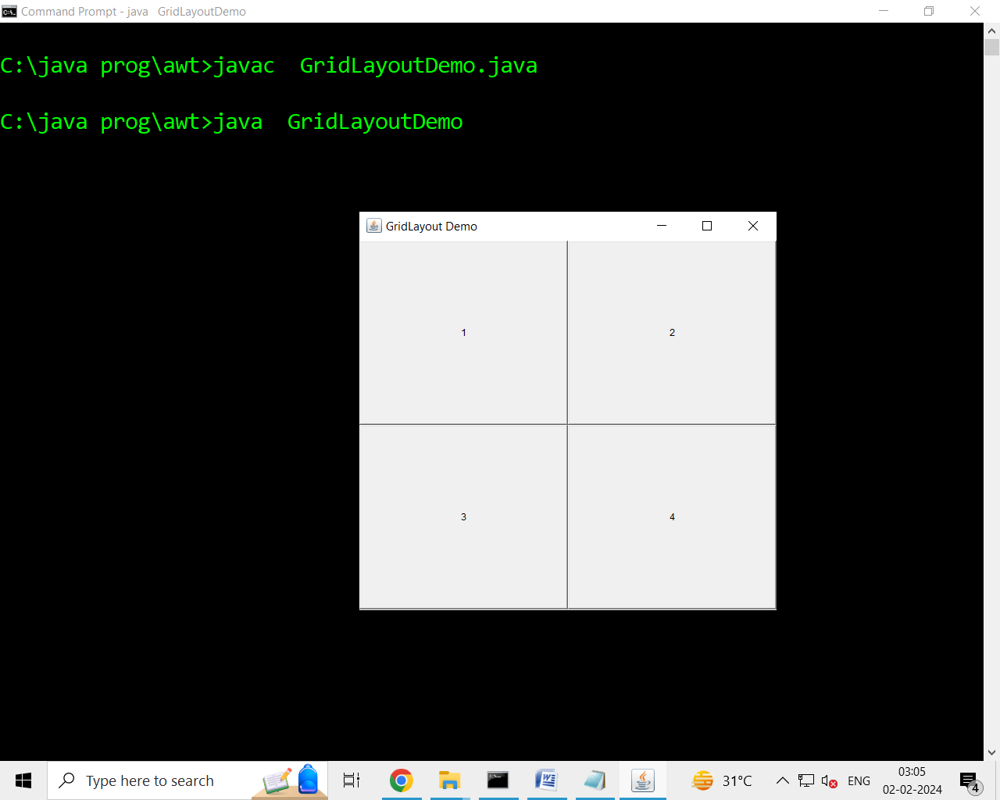 Command Prompt - java   GridLayoutDemo
C:\java prog\awt>javac  GridLayoutDemo.java
C:\java prog\awt>java  GridLayoutDemo
GridLayout Demo
1 2
3 4
Type here to search
31°C
ENG
03:05
02-02-2024
4